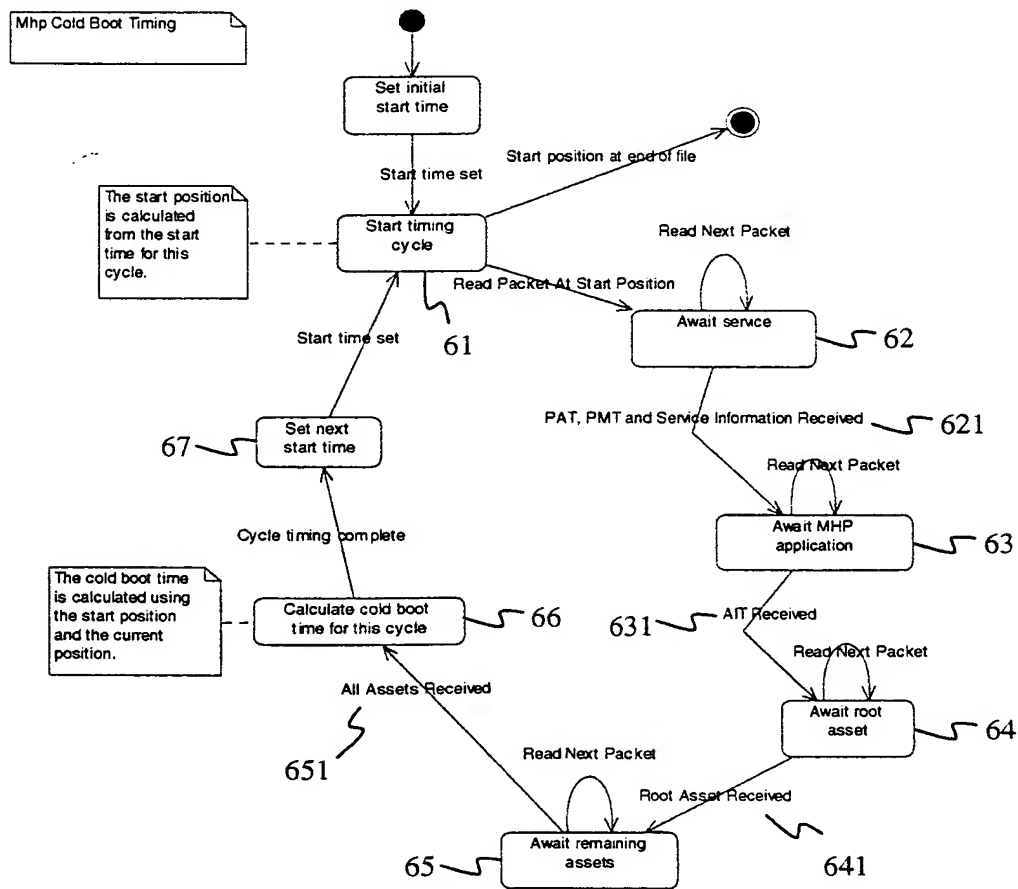 Mhp Cold Boot Timing
Set initial
start time
Start position at end of file
Start time set
The start position
is calculated
from the start
time for this
cycle.
Start timing
cycle
Read Next Packet
Read Packet At Start Position
61
Await service
62
Start time set
PAT, PMT and Service Information Received
621
Set next
start time
67
Read Next Packet
Await MHP
application
63
Cycle timing complete
The cold boot time
is calculated using
the start position
and the current
position.
Calculate cold boot
time for this cycle
66
631
AIT Received
Read Next Packet
All Assets Received
Await root
asset
64
651
Read Next Packet
Root Asset Received
641
Await remaining
assets
65